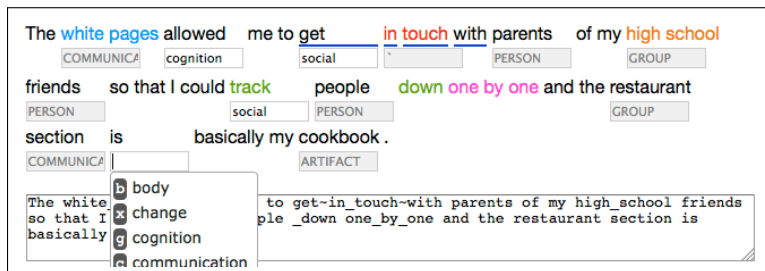 The white pages allowed me to get in touch with parents of my high school
COMMUNICA cognition social ` PERSON GROUP
friends so that I could track people down one by one and the restaurant
PERSON social PERSON GROUP
section is basically my cookbook .
COMMUNICA ARTIFACT
b body
x change
g cognition
c communication
The white to get~in_touch~with parents of my high_school friends
so that I ple _down one_by_one and the restaurant section is
basically